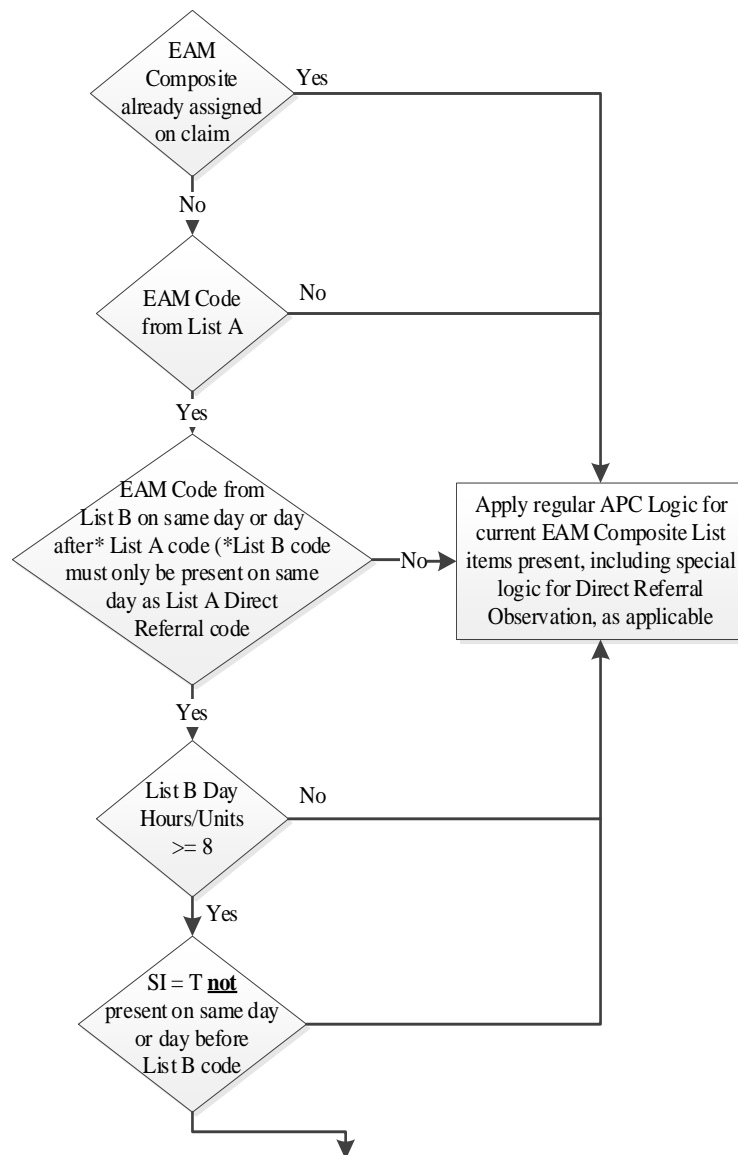 EAM
Composite
already assigned
on claim
Yes
No
EAM Code
from List A
No
Yes
EAM Code from
List B on same day or day
after* List A code (*List B code
must only be present on same
day as List A Direct
Referral code
No
Apply regular APC Logic for
current EAM Composite List
items present, including special
logic for Direct Referral
Observation, as applicable
Yes
List B Day
Hours/Units
>= 8
No
Yes
SI = T not
present on same day
or day before
List B code